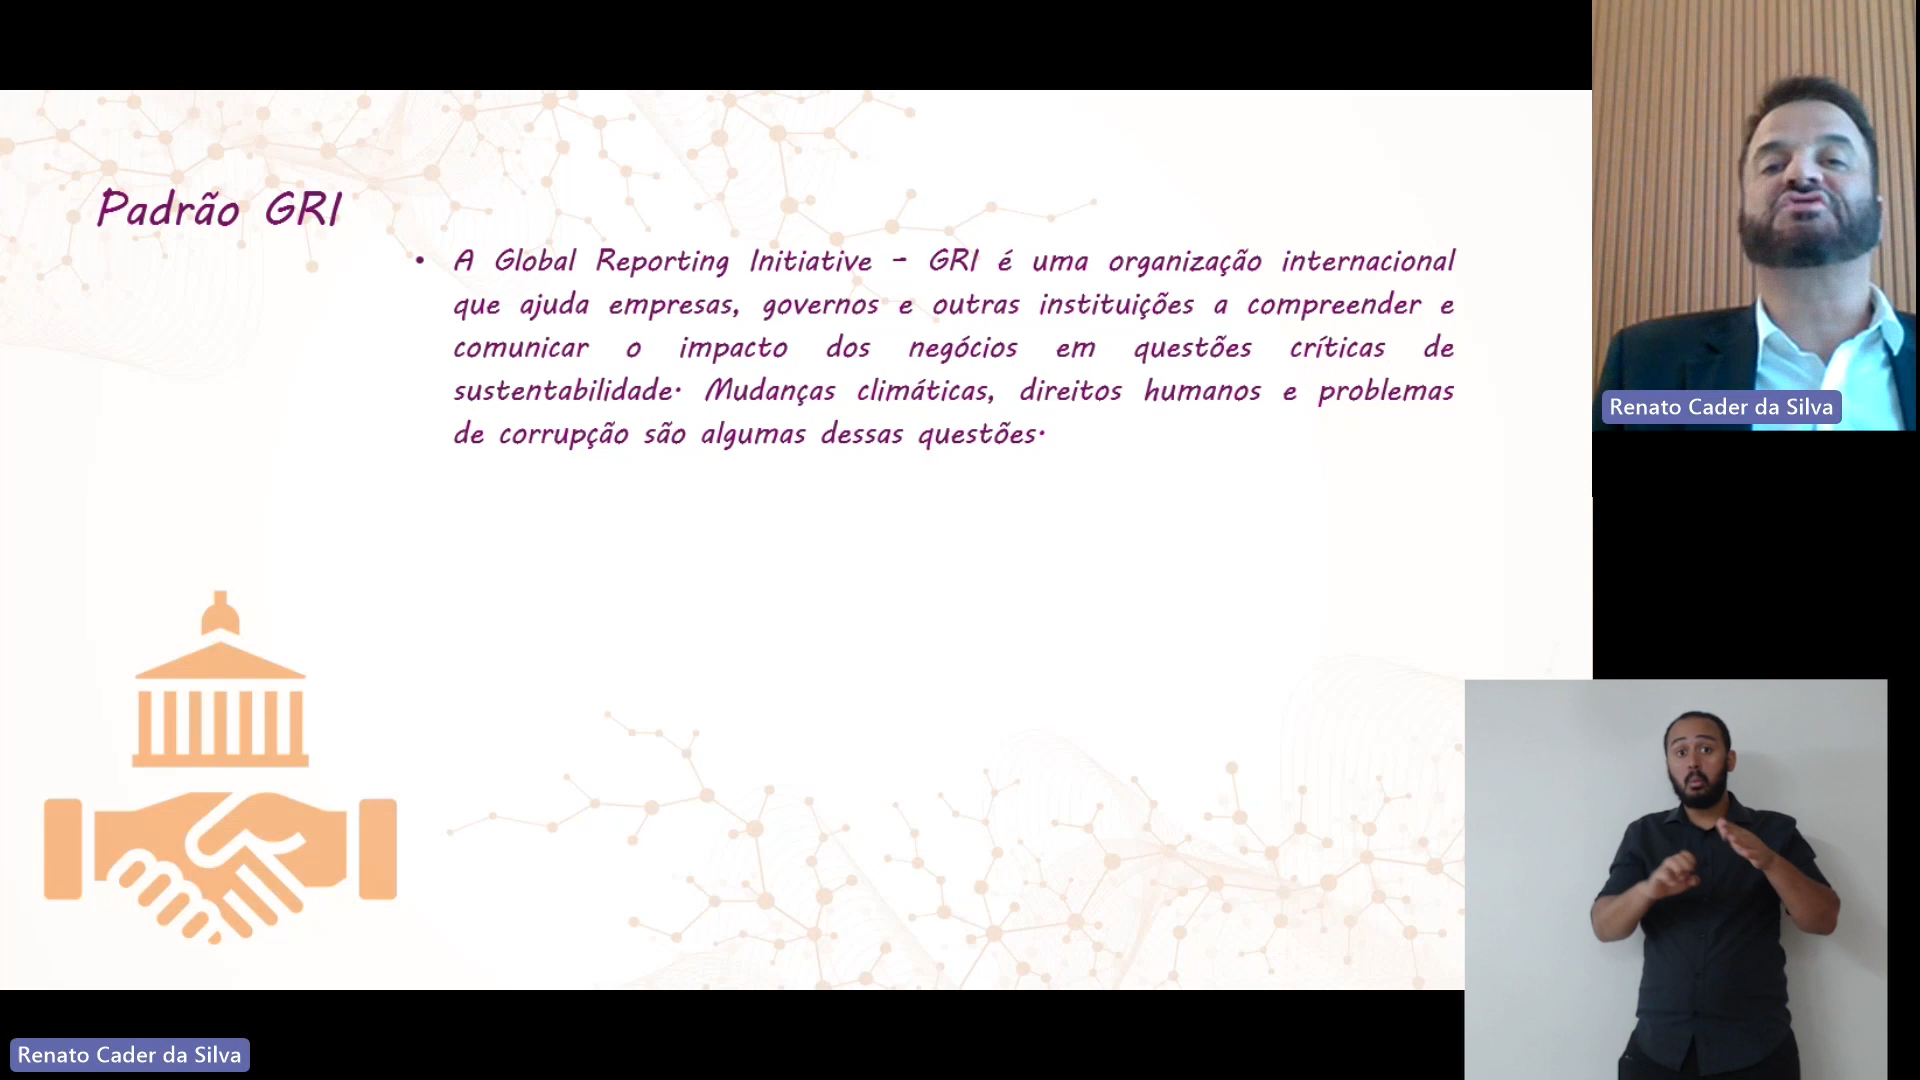 Padrão GRI
• A Global Reporting Initiative - GRI é uma organização internacional
que ajuda empresas, governos e outras instituições a compreender e
comunicar o impacto dos negócios em questões críticas de
sustentabilidade. Mudanças climáticas, direitos humanos e problemas
de corrupção são algumas dessas questões.
Renato Cader da Silva
Renato Cader da Silva